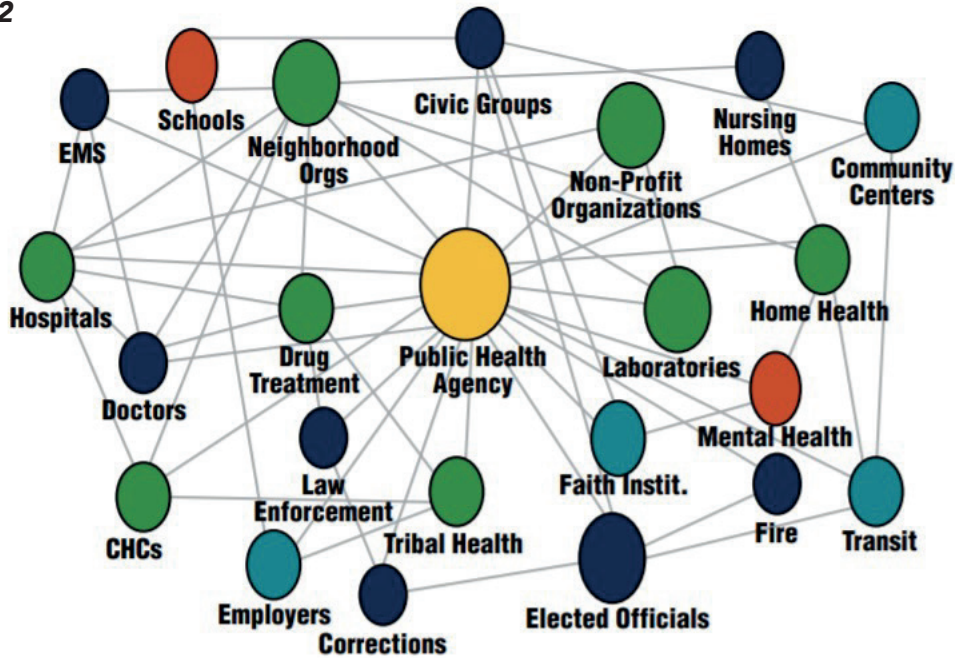 2
Civic Groups
Schools
Nursing
Homes
EMS
Neighborhood
Orgs
Community
Centers
Non-Profit
Organizations
Hospitals
Home Health
Drug
Treatment
Public Health
Agency
Laboratories
Doctors
Mental Health
Law
Enforcement
Faith Instit.
CHCs
Tribal Health
Fire
Transit
Employers
Elected Officials
Corrections